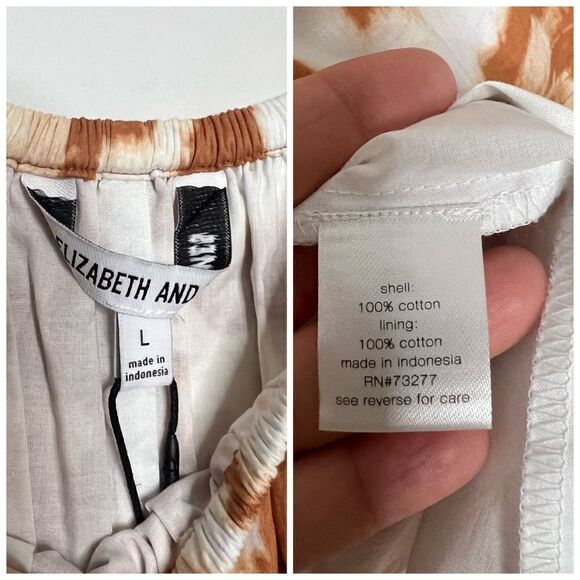 ELIZABETH AND
L
made in
indonesia
shell:
100% cotton
lining:
100% cotton
made in indonesia
RN#73277
see reverse for care